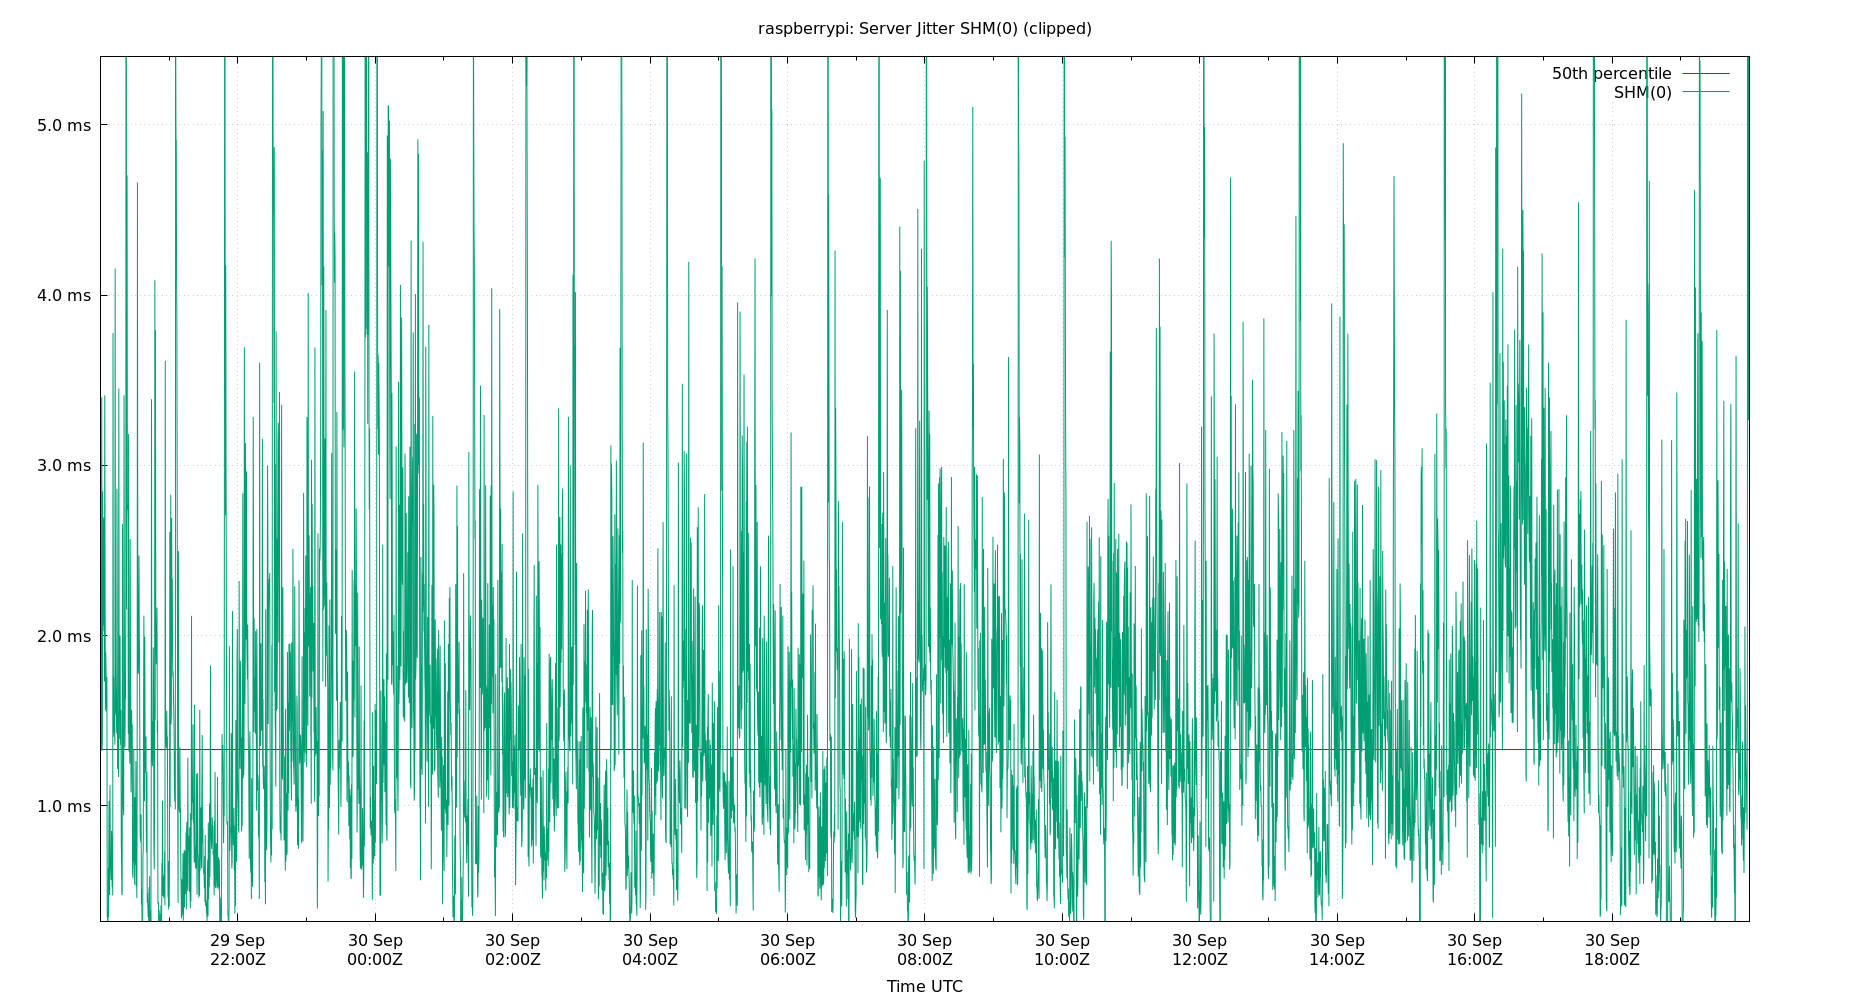 raspberrypi: Server Jitter SHM(0) (clipped)
50th percentile
SHM(0)
5.0 ms
4.0 ms
3.0 ms
2.0 ms
1.0 ms
29 Sep 30 Sep 30 Sep 30 Sep 30 Sep 30 Sep 30 Sep 30 Sep 30 Sep 30 Sep 30 Sep
22:00Z 00:00Z 02:00Z 04:00Z 06:00Z 08:00Z 10:00Z 12:00Z 14:00Z 16:00Z 18:00Z
Time UTC